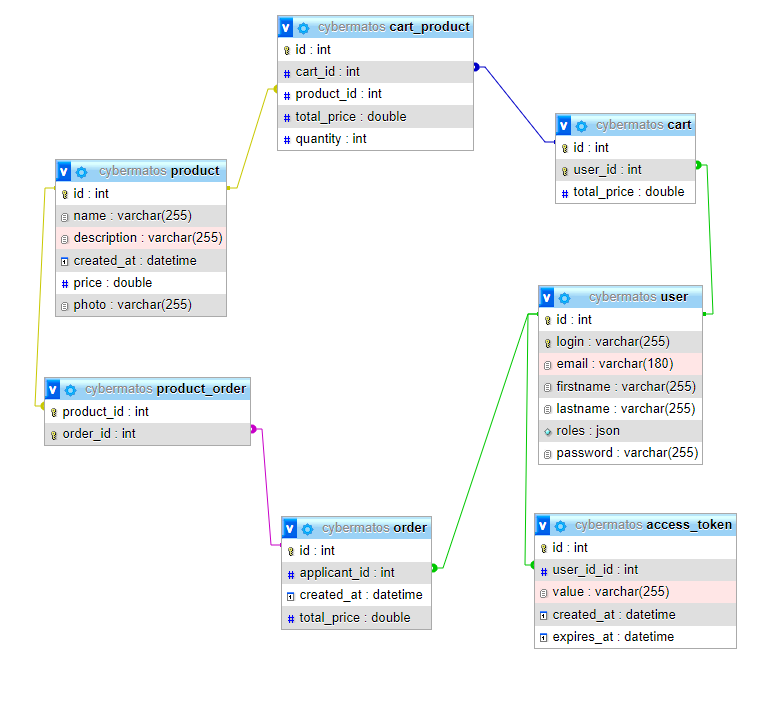 v cybermatos cart_product
id : int
# cart_id : int
# product_id : int
# total_price : double
# quantity : int
v cybermatos cart
id : int
user_id : int
# total_price : double
v cybermatos product
id : int
name : varchar(255)
description : varchar(255)
created_at : datetime
# price : double
photo : varchar(255)
v cybermatos user
id : int
login : varchar(255)
email : varchar(180)
firstname : varchar(255)
lastname : varchar(255)
roles : json
password : varchar(255)
v cybermatos product_order
product_id : int
order_id : int
v cybermatos order
id : int
# applicant_id : int
created_at : datetime
# total_price : double
v cybermatos access_token
id : int
# user_id_id : int
value : varchar(255)
created_at : datetime
expires_at : datetime